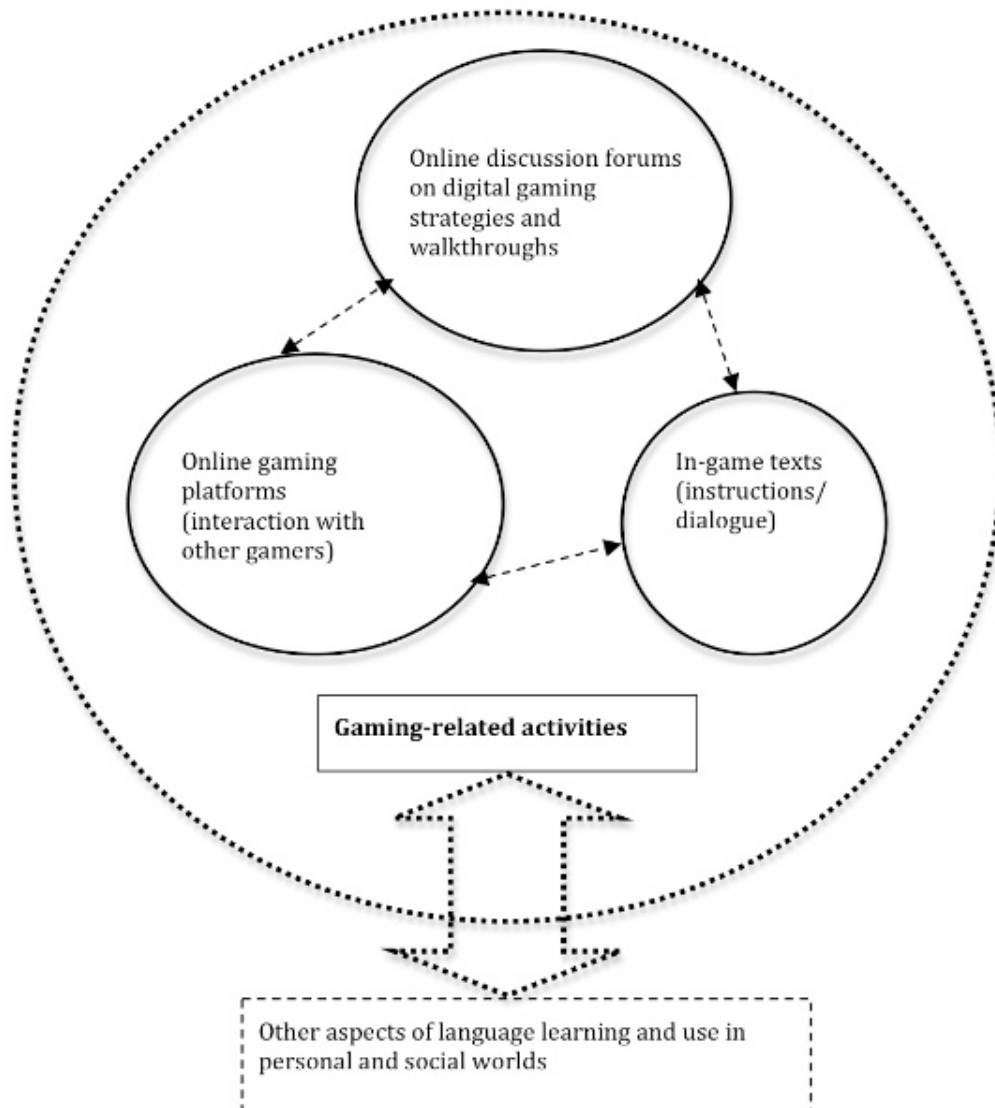 Online discussion forums
on digital gaming
strategies and
walkthroughs
Online gaming
platforms
(interaction with
other gamers)
In-game texts
(instructions/
dialogue)
Gaming-related activities
Other aspects of language learning and use in
personal and social worlds